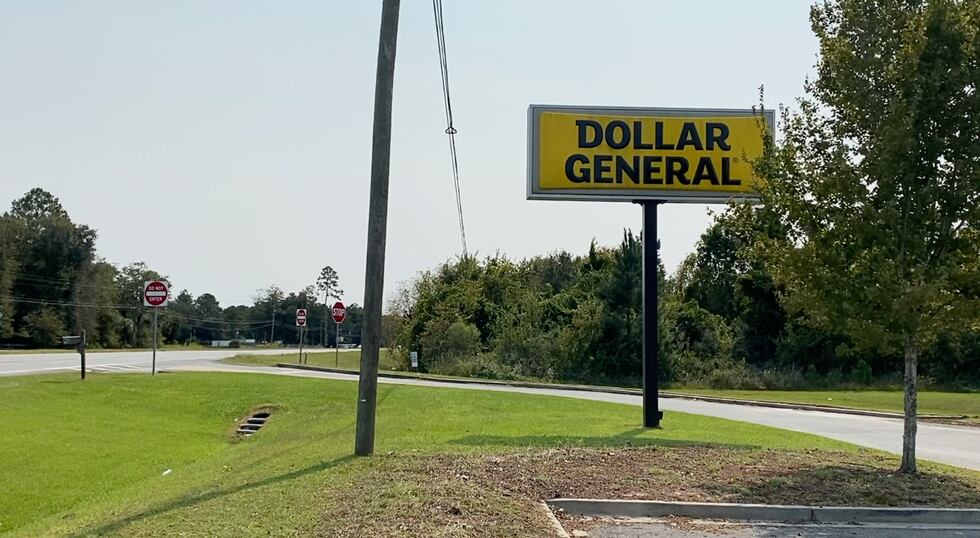 DOLLAR
GENERAL®
DO NOT
ENTER
STOP